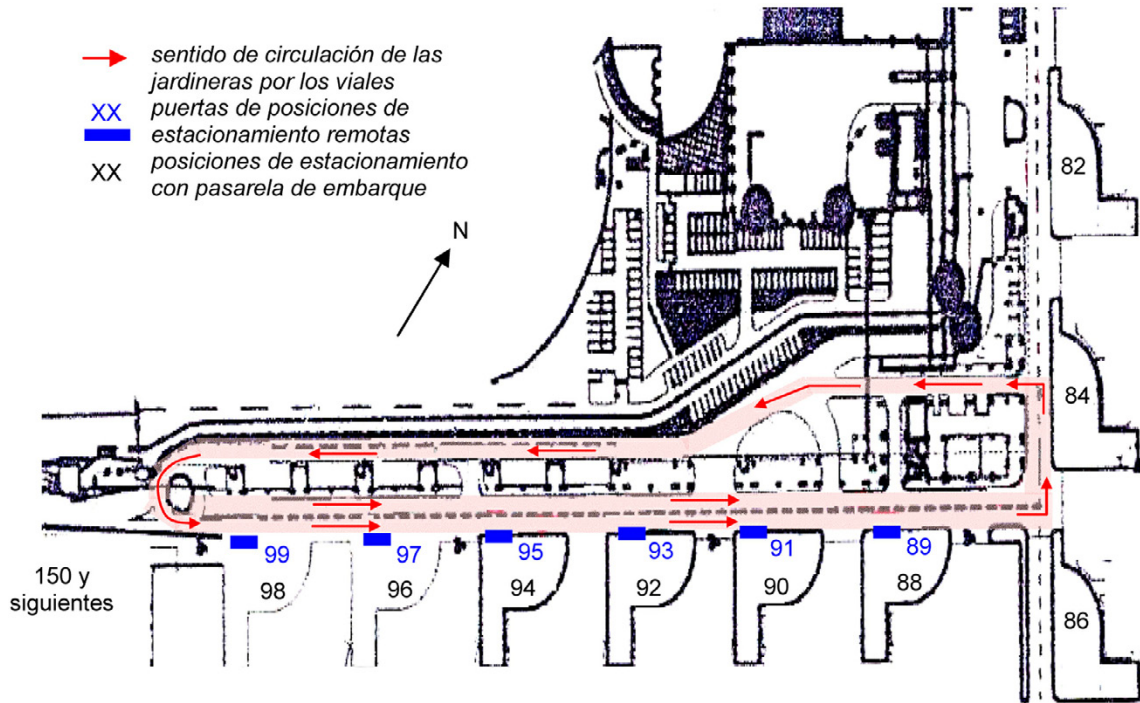 sentido de circulación de las
jardineras por los viales
XX puertas de posiciones de
estacionamiento remotas
XX posiciones de estacionamiento
con pasarela de embarque
N
82
84
99 97 95 93 91 89
150 y
siguientes
98 96 94 92 90 88
86